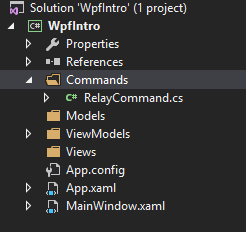 Solution 'WpfIntro' (1 project)
C# WpfIntro
Properties
References
Commands
C# RelayCommand.cs
Models
ViewModels
Views
App.config
App.xaml
MainWindow.xaml